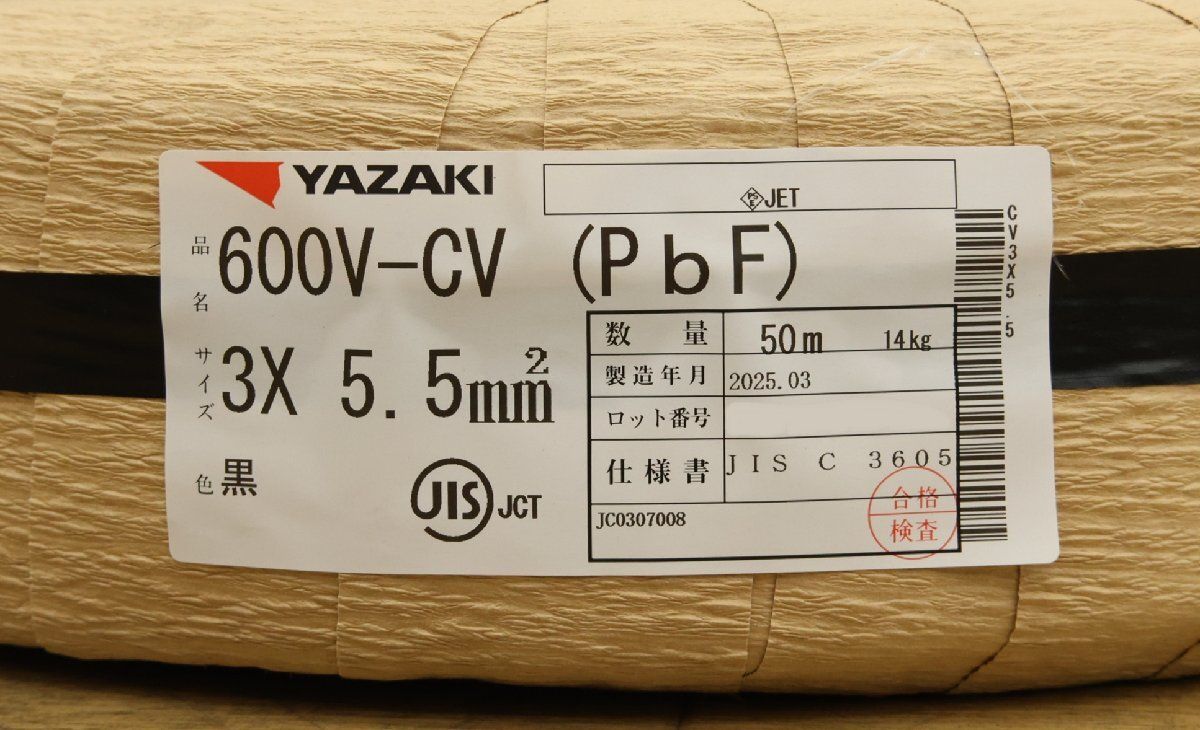 YAZAKI
PS E JET
品名 600V-CV (PbF)
サイズ 3X 5.5mm²
色 黒
JIS JCT
数量 50m 14kg
製造年月 2025.03
ロット番号
仕様書 JIS C 3605
JC0307008
合格
検査
CV3X5.5